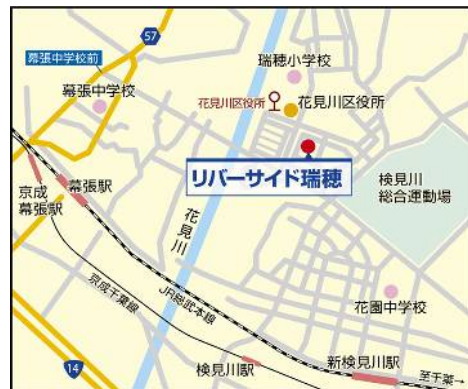 57
幕張中学校前
幕張中学校
瑞穂小学校
花見川区役所
花見川区役所
リバーサイド瑞穂
検見川
総合運動場
京成
幕張駅
幕張駅
花見川
京成千葉線
JR総武本線
花園中学校
14
検見川駅
新検見川駅
至千葉→